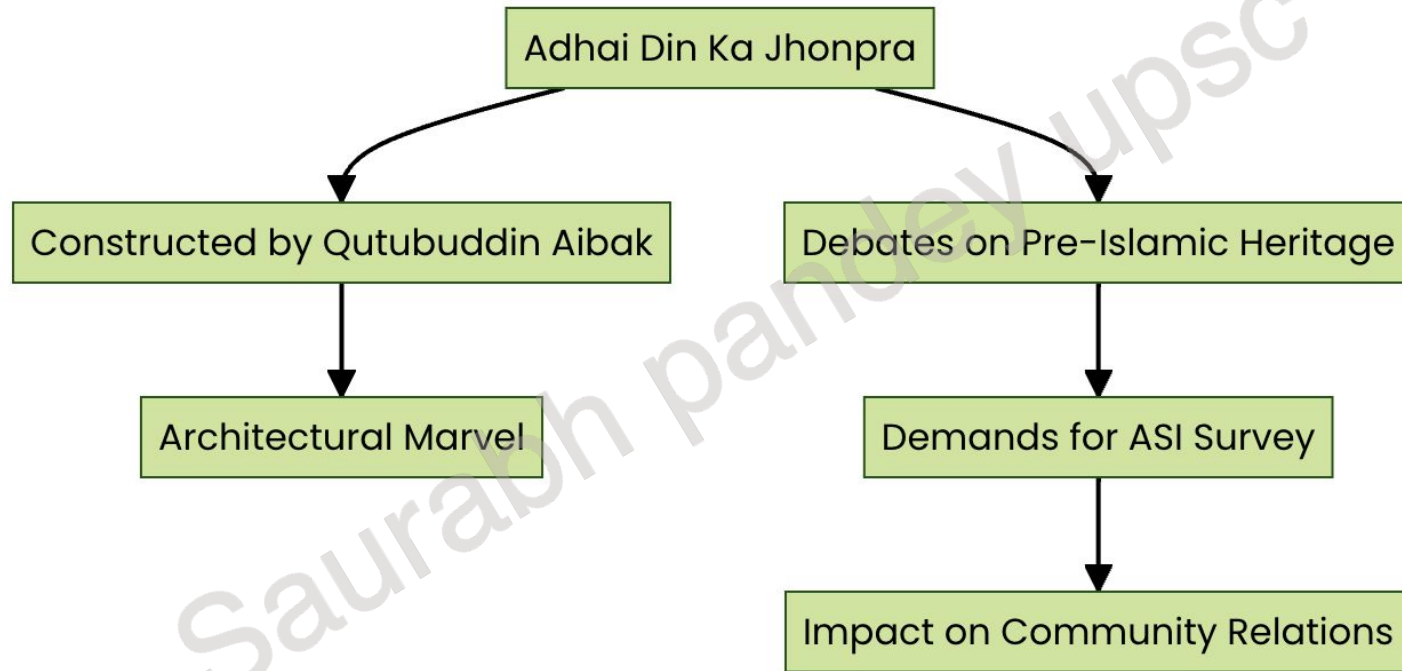 Adhai Din Ka Jhonpra
Constructed by Qutubuddin Aibak
Debates on Pre-Islamic Heritage
Architectural Marvel
Demands for ASI Survey
Impact on Community Relations
Saurabh pandey upsc